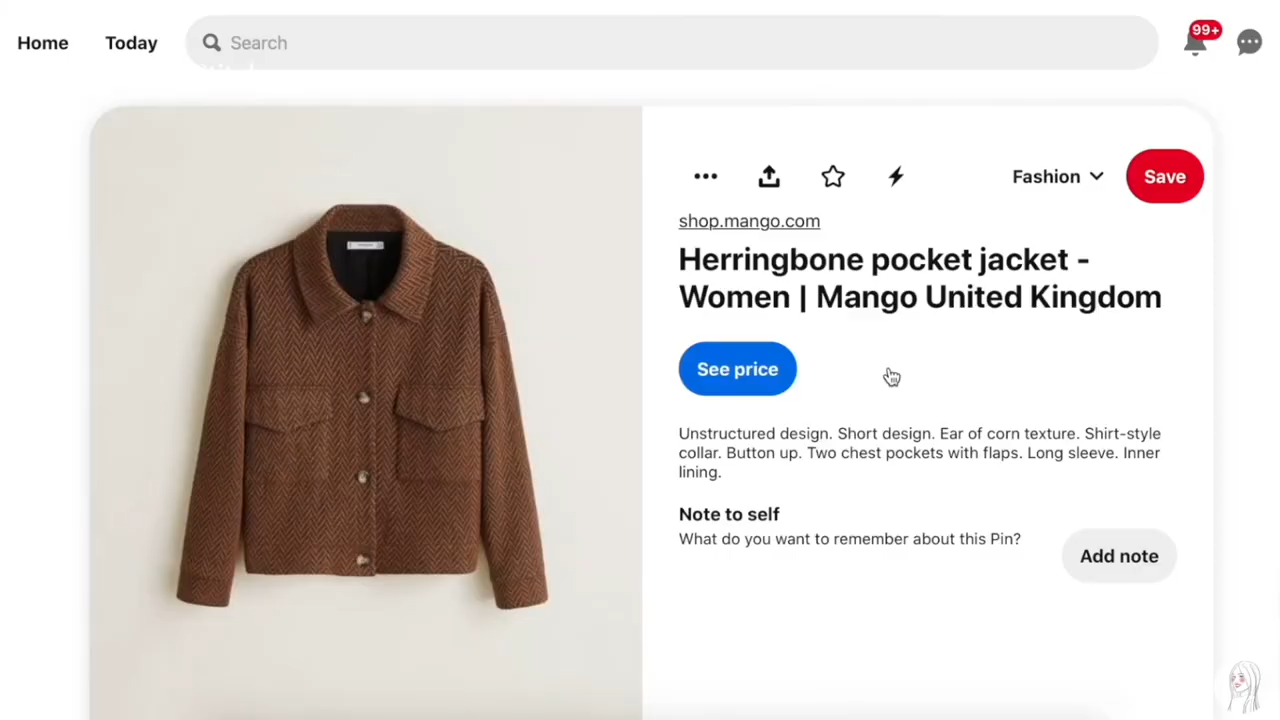 Home
Today
Search
99+
Fashion
Save
shop.mango.com
Herringbone pocket jacket -
Women | Mango United Kingdom
See price
Unstructured design. Short design. Ear of corn texture. Shirt-style
collar. Button up. Two chest pockets with flaps. Long sleeve. Inner
lining.
Note to self
What do you want to remember about this Pin?
Add note